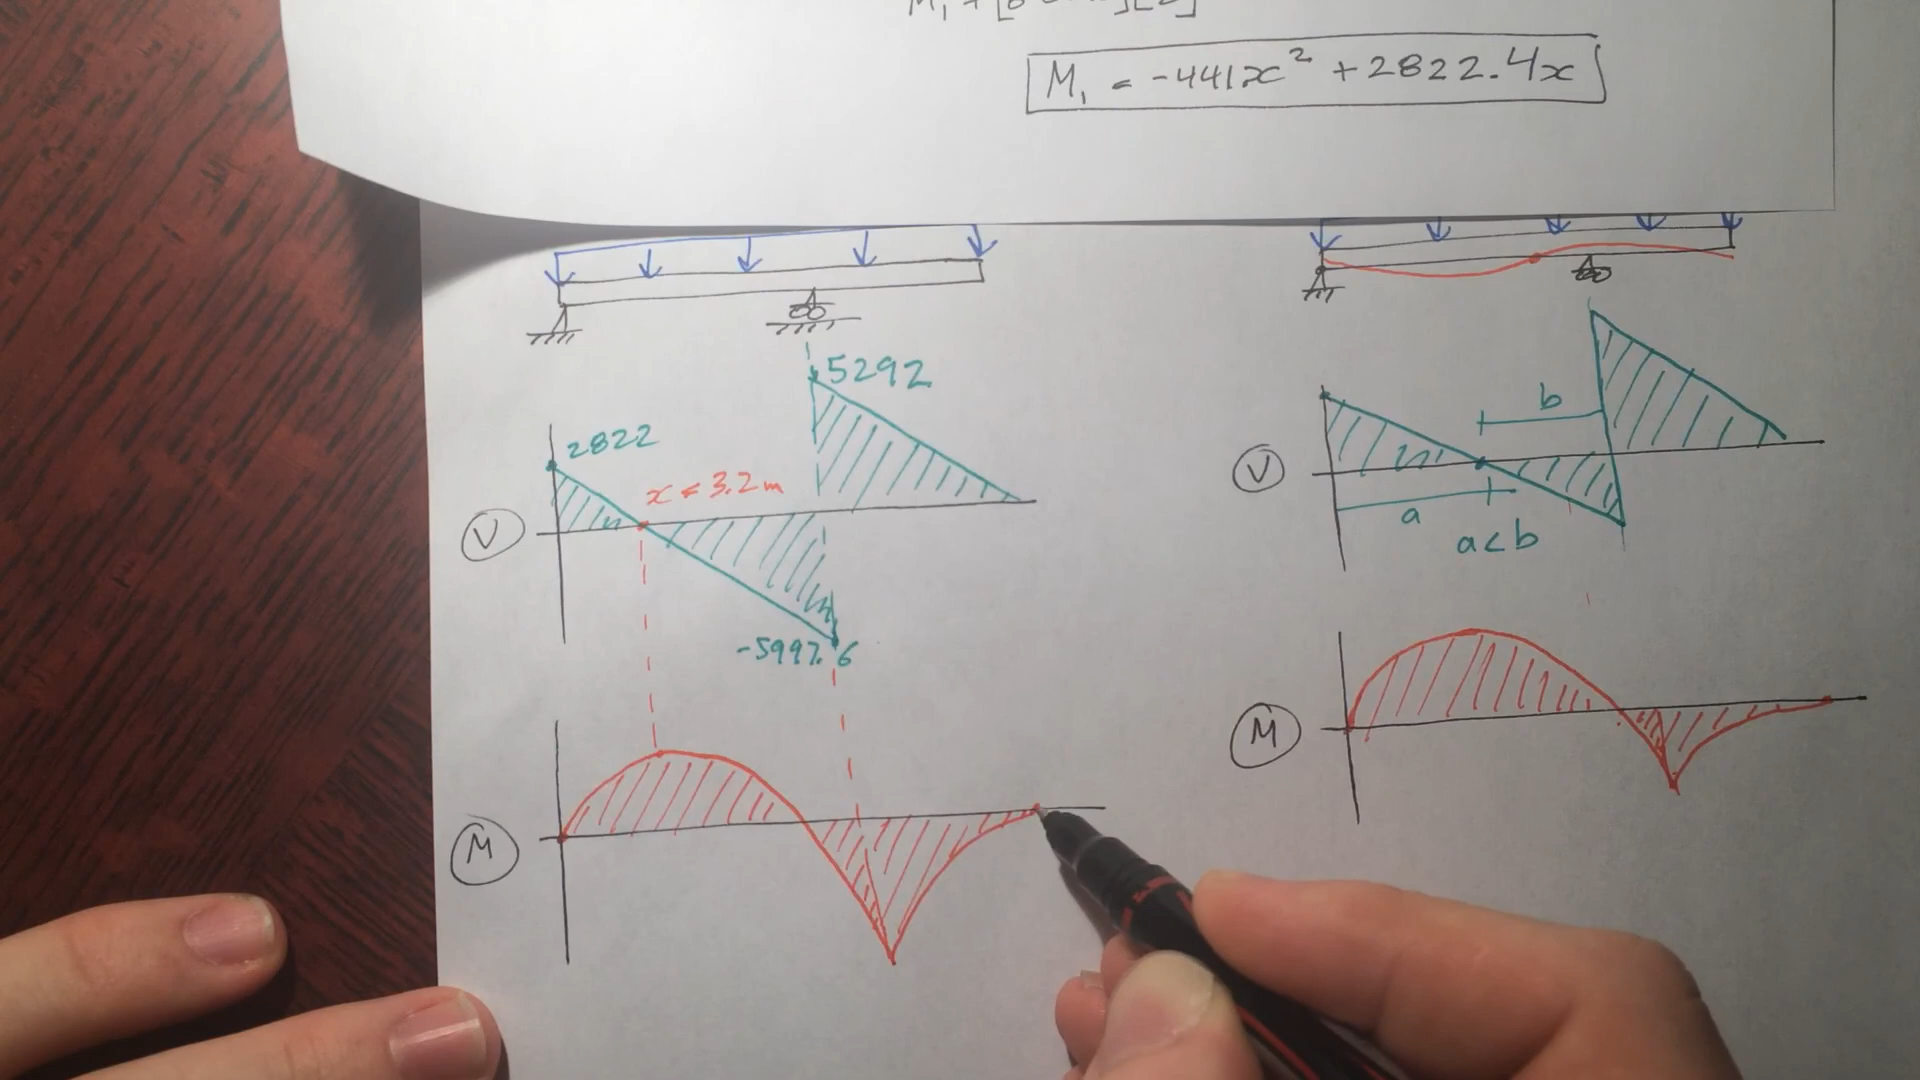 M₁ = -441x² + 2822.4x
5292
2822
x = 3.2m
V
-5997.6
M
b
V
a
a < b
M